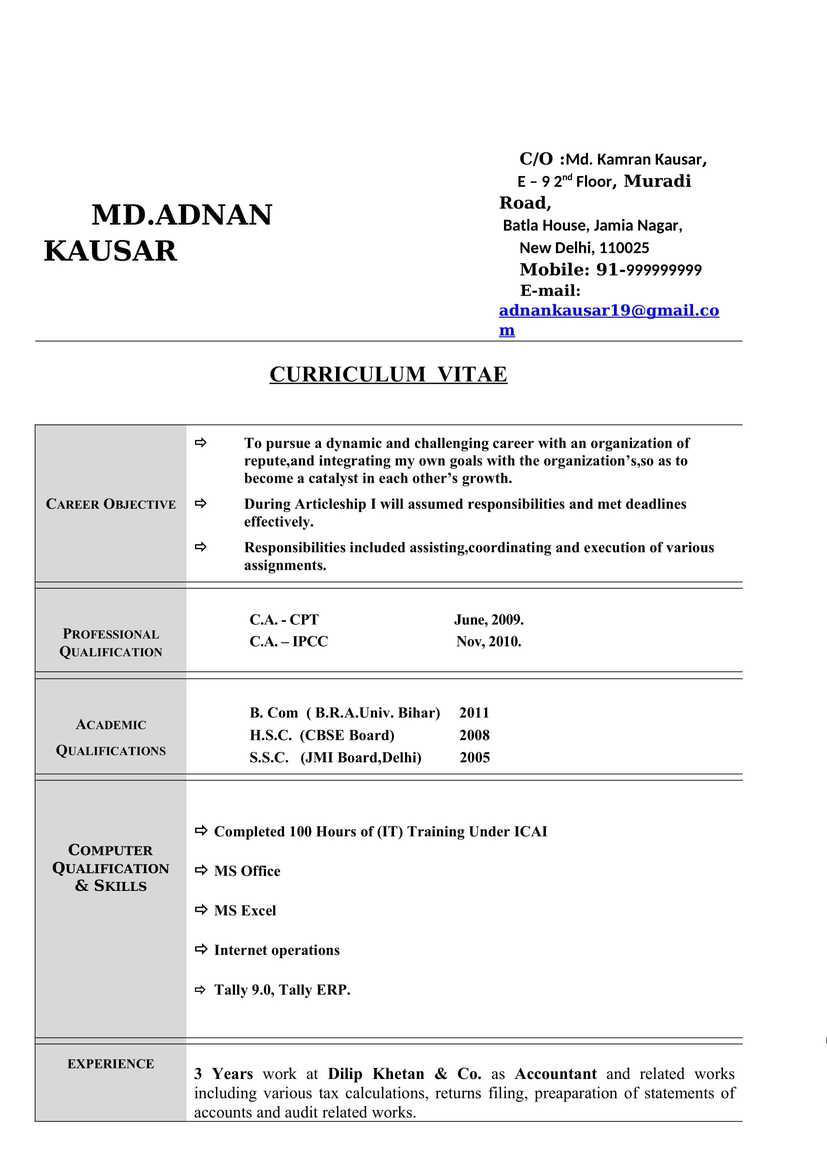 MD.ADNAN
KAUSAR
C/O :Md. Kamran Kausar,
E – 9 2nd Floor, Muradi
Road,
Batla House, Jamia Nagar,
New Delhi, 110025
Mobile: 91-999999999
E-mail:
adnankausar19@gmail.co
m
CURRICULUM VITAE
CAREER OBJECTIVE
⇨ To pursue a dynamic and challenging career with an organization of
repute,and integrating my own goals with the organization’s,so as to
become a catalyst in each other’s growth.
⇨ During Articleship I will assumed responsibilities and met deadlines
effectively.
⇨ Responsibilities included assisting,coordinating and execution of various
assignments.
PROFESSIONAL
QUALIFICATION
C.A. - CPT June, 2009.
C.A. – IPCC Nov, 2010.
ACADEMIC
QUALIFICATIONS
B. Com ( B.R.A.Univ. Bihar) 2011
H.S.C. (CBSE Board) 2008
S.S.C. (JMI Board,Delhi) 2005
COMPUTER
QUALIFICATION
& SKILLS
⇨ Completed 100 Hours of (IT) Training Under ICAI
⇨ MS Office
⇨ MS Excel
⇨ Internet operations
⇨ Tally 9.0, Tally ERP.
EXPERIENCE
3 Years work at Dilip Khetan & Co. as Accountant and related works
including various tax calculations, returns filing, preaparation of statements of
accounts and audit related works.